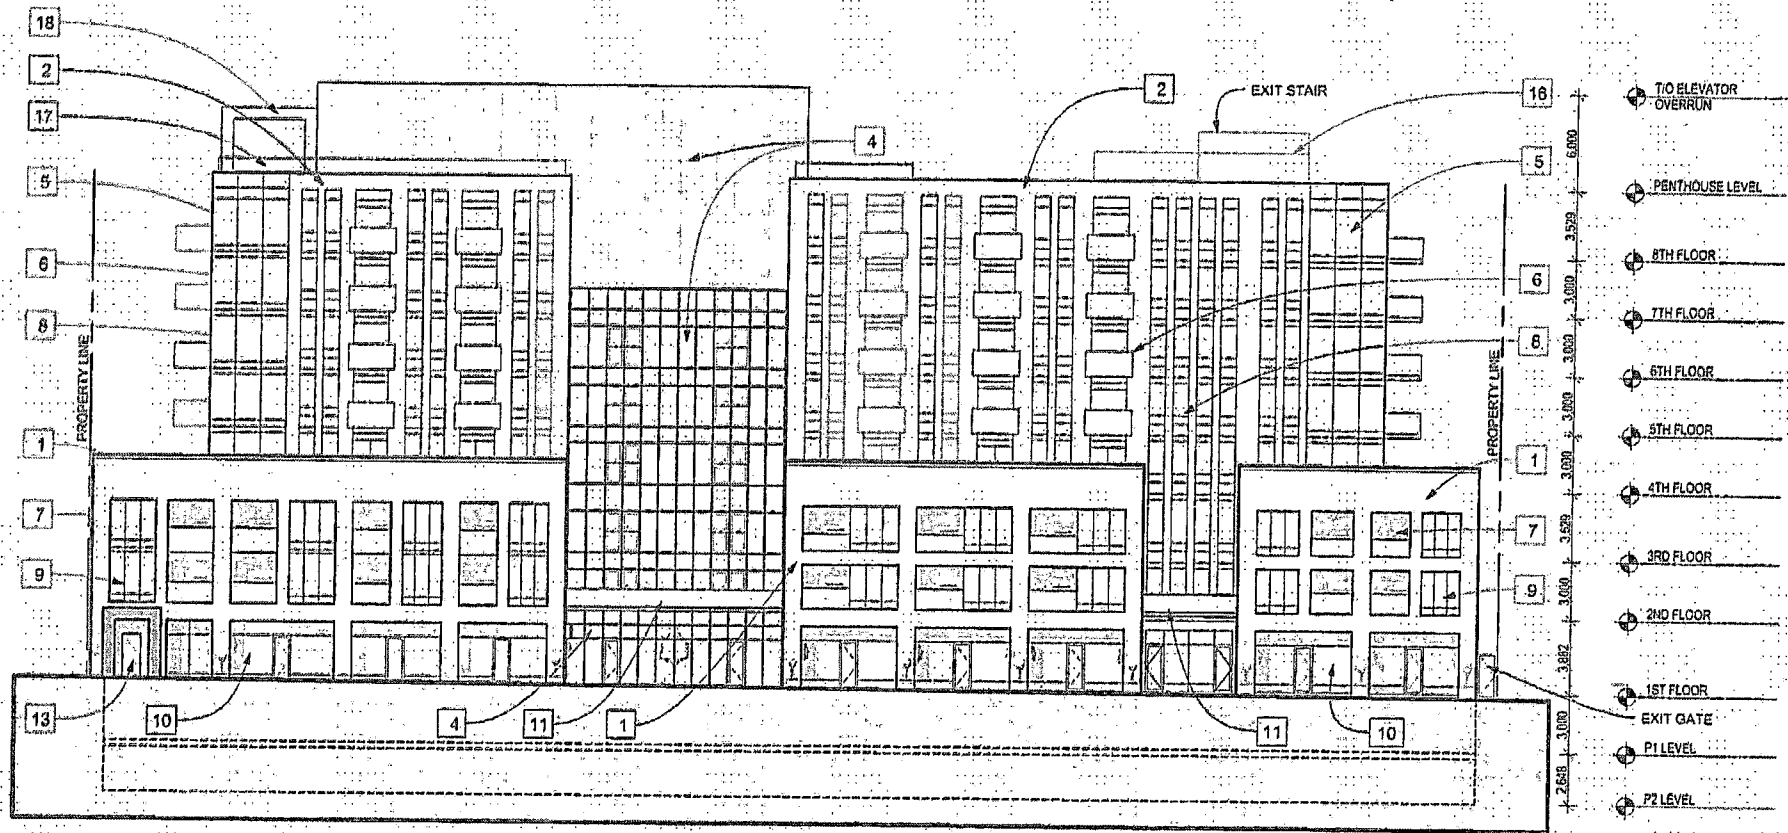 18
2
17
5
6
8
1
7
9
13
10
4
11
1
11
10
4
2
EXIT STAIR
16
5
6
8
1
7
9
PROPERTY LINE
PROPERTY LINE
T/O ELEVATOR
OVERRUN
6.000
PENTHOUSE LEVEL
3.529
8TH FLOOR
3.000
7TH FLOOR
3.000
6TH FLOOR
3.000
5TH FLOOR
3.000
4TH FLOOR
3.529
3RD FLOOR
3.000
2ND FLOOR
3.882
1ST FLOOR
EXIT GATE
3.000
P1 LEVEL
2.648
P2 LEVEL